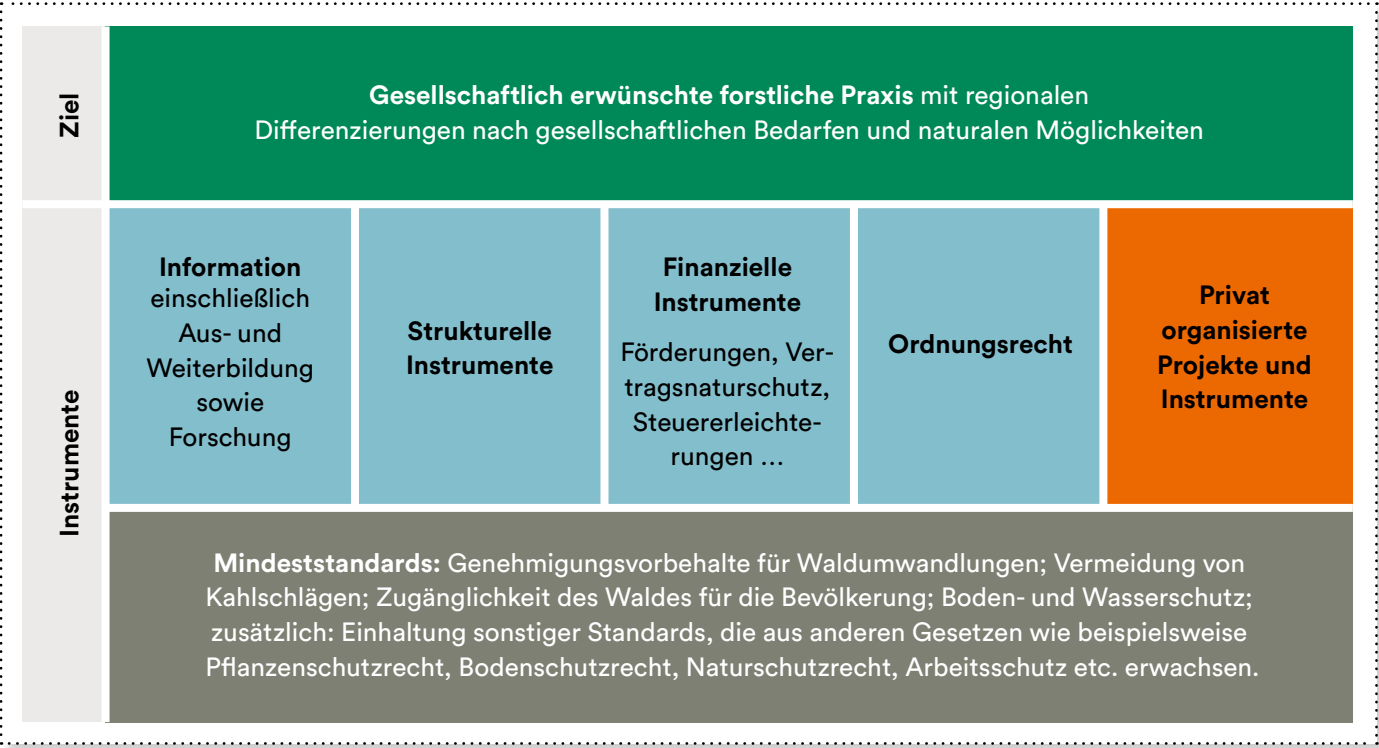 Ziel
Gesellschaftlich erwünschte forstliche Praxis mit regionalen
Differenzierungen nach gesellschaftlichen Bedarfen und naturalen Möglichkeiten
Instrumente
Information
einschließlich
Aus- und
Weiterbildung
sowie
Forschung
Strukturelle
Instrumente
Finanzielle
Instrumente
Förderungen, Ver-
tragsnaturschutz,
Steuererleichte-
rungen …
Ordnungsrecht
Privat
organisierte
Projekte und
Instrumente
Mindeststandards: Genehmigungsvorbehalte für Waldumwandlungen; Vermeidung von
Kahlschlägen; Zugänglichkeit des Waldes für die Bevölkerung; Boden- und Wasserschutz;
zusätzlich: Einhaltung sonstiger Standards, die aus anderen Gesetzen wie beispielsweise
Pflanzenschutzrecht, Bodenschutzrecht, Naturschutzrecht, Arbeitsschutz etc. erwachsen.